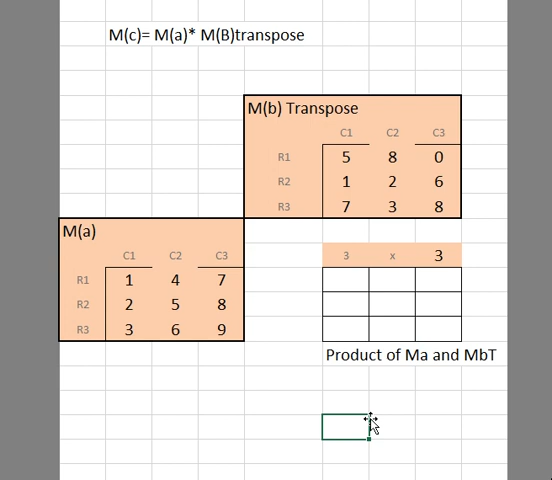 M(c)= M(a)* M(B)transpose
M(b) Transpose
C1 C2 C3
R1 5 8 0
R2 1 2 6
R3 7 3 8
M(a)
C1 C2 C3
R1 1 4 7
R2 2 5 8
R3 3 6 9
3 x 3
Product of Ma and MbT